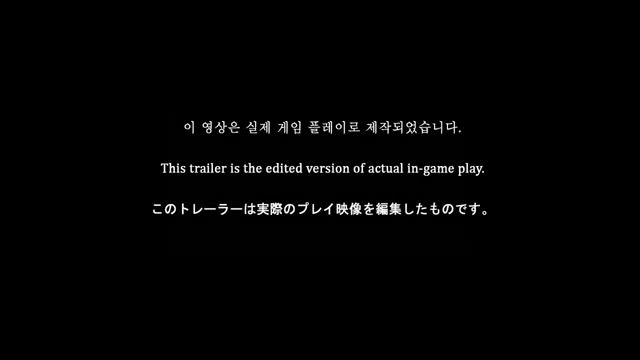 이 영상은 실제 게임 플레이로 제작되었습니다.
This trailer is the edited version of actual in-game play.
このトレーラーは実際のプレイ映像を編集したものです。